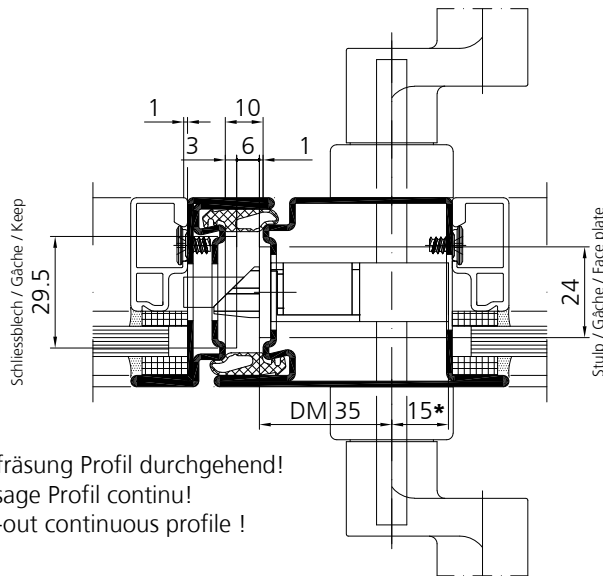 1 10
3 6 1
Schliessblech / Gâche / Keep
29.5
24
Stulp / Gâche / Face plate
DM 35 15*
fräsung Profil durchgehend!
sage Profil continu!
-out continuous profile !